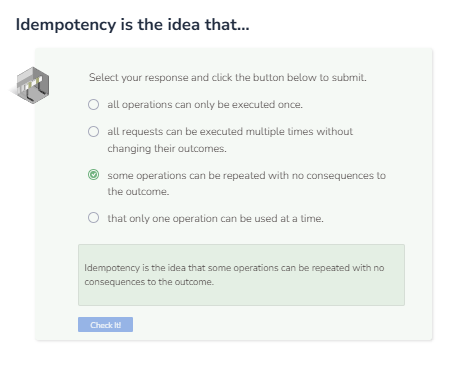 Idempotency is the idea that...
Select your response and click the button below to submit.
all operations can only be executed once.
all requests can be executed multiple times without
changing their outcomes.
some operations can be repeated with no consequences to
the outcome.
that only one operation can be used at a time.
Idempotency is the idea that some operations can be repeated with no
consequences to the outcome.
Check It!